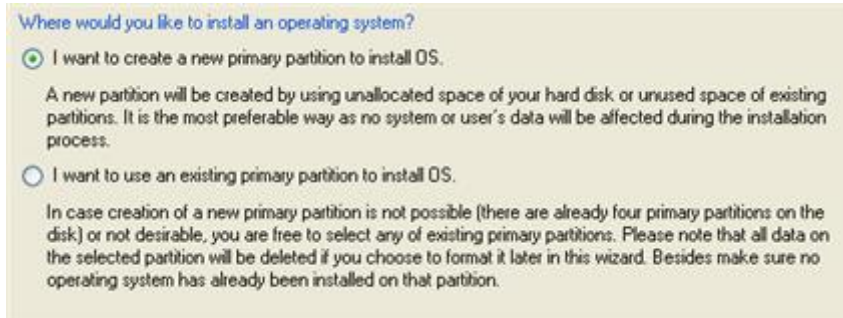 Where would you like to install an operating system?
I want to create a new primary partition to install OS.
A new partition will be created by using unallocated space of your hard disk or unused space of existing
partitions. It is the most preferable way as no system or user's data will be affected during the installation
process.
I want to use an existing primary partition to install OS.
In case creation of a new primary partition is not possible (there are already four primary partitions on the
disk) or not desirable, you are free to select any of existing primary partitions. Please note that all data on
the selected partition will be deleted if you choose to format it later in this wizard. Besides make sure no
operating system has already been installed on that partition.